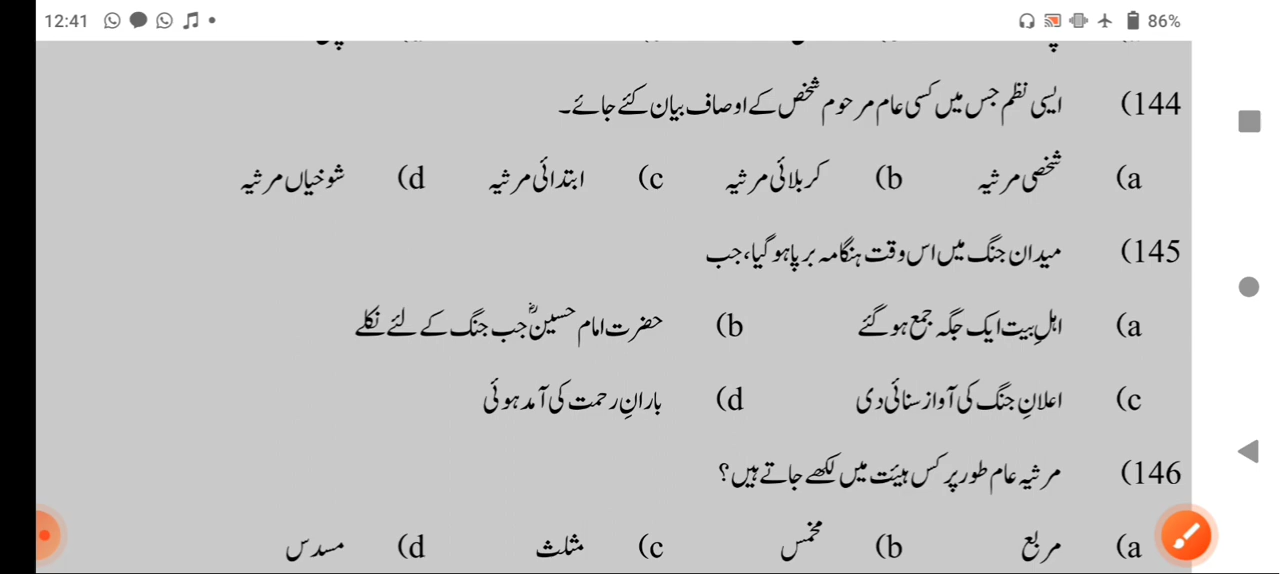 12:41
86%
144) ایسی نظم جس میں کسی عام مرحوم شخص کے اوصاف بیان کئے جائے۔
a) شخصی مرثیہ b) کربلائی مرثیہ c) ابتدائی مرثیہ d) شوخیاں مرثیہ
145) میدان جنگ میں اس وقت ہنگامہ برپا ہو گیا، جب
a) اہلِ بیت ایک جگہ جمع ہو گئے b) حضرت امام حسینؓ جب جنگ کے لئے نکلے
c) اعلانِ جنگ کی آواز سنائی دی d) بارانِ رحمت کی آمد ہوئی
146) مرثیہ عام طور پر کس ہیئت میں لکھے جاتے ہیں؟
a) مربع b) مخمس c) مثلث d) مسدس